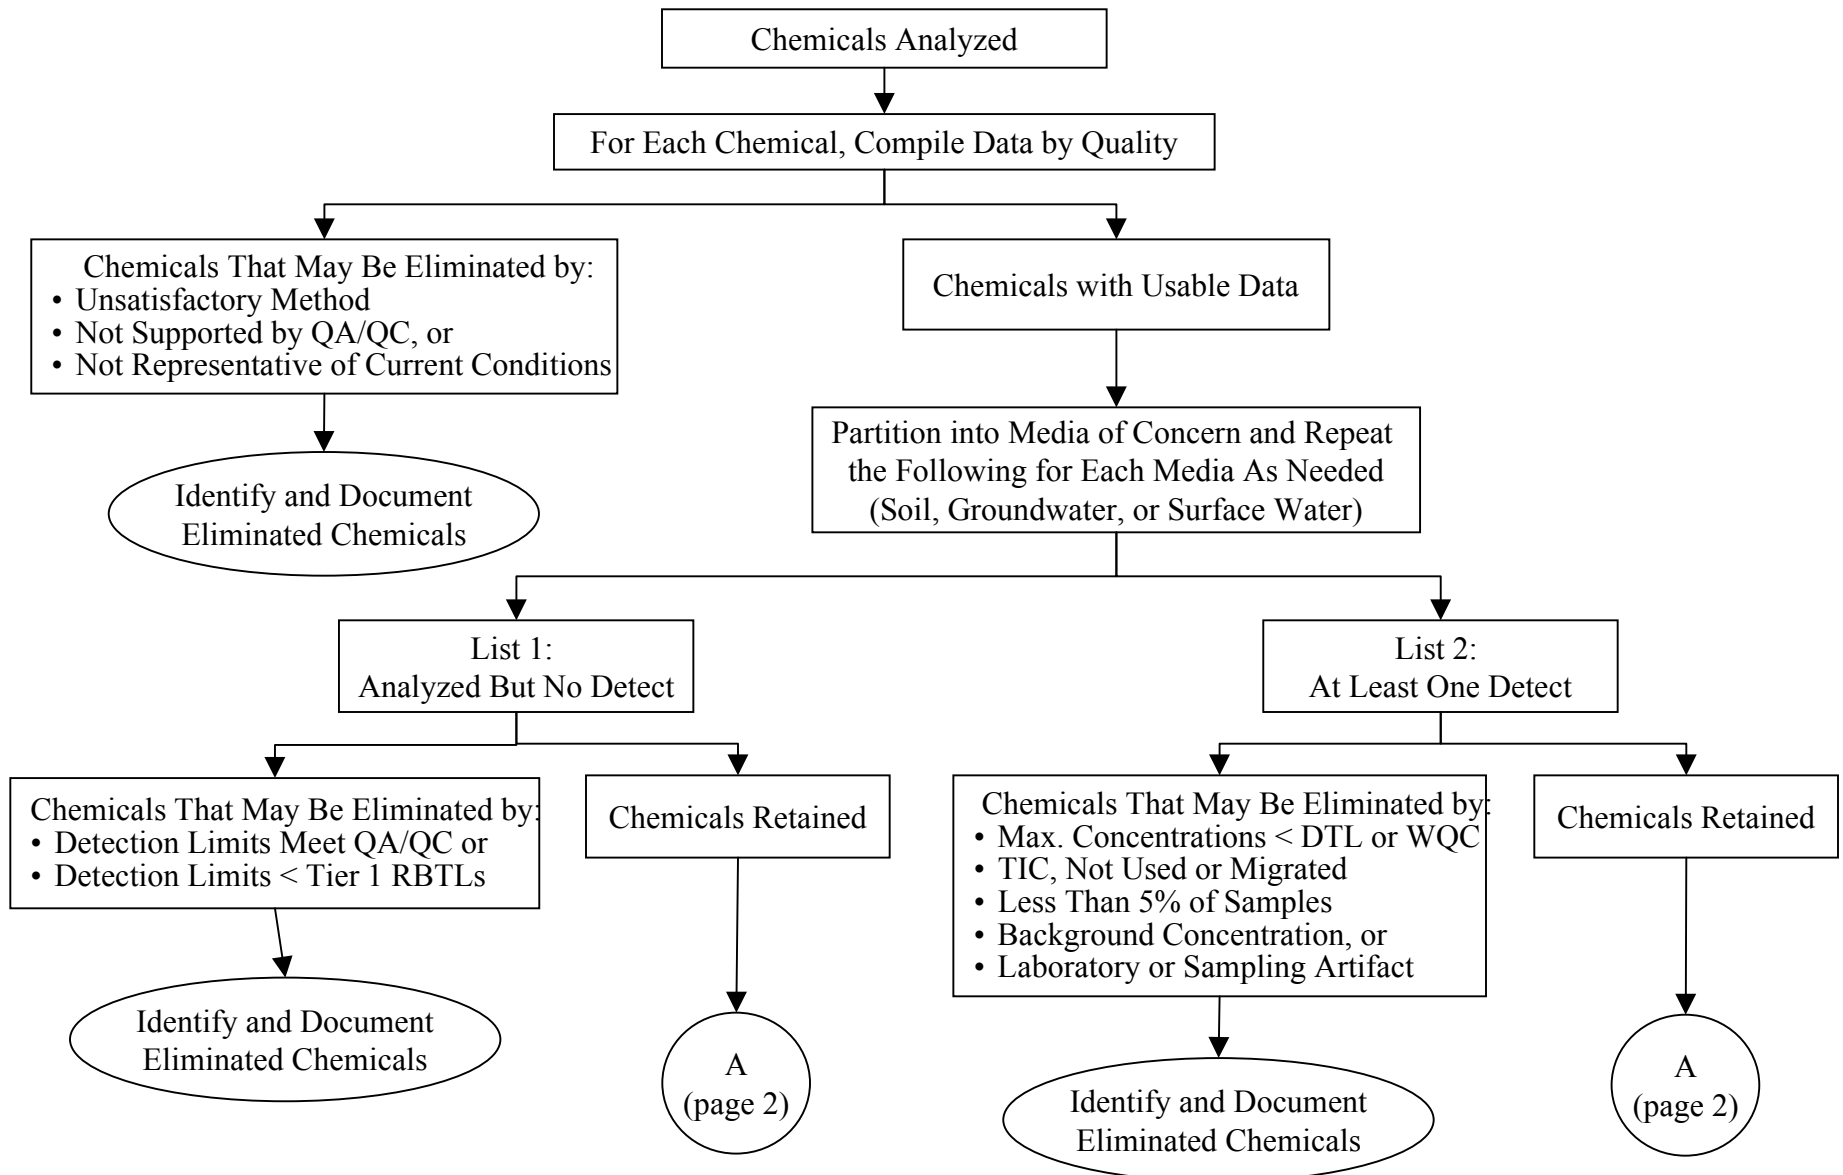 Chemicals Analyzed
For Each Chemical, Compile Data by Quality
Chemicals That May Be Eliminated by:
• Unsatisfactory Method
• Not Supported by QA/QC, or
• Not Representative of Current Conditions
Chemicals with Usable Data
Identify and Document
Eliminated Chemicals
Partition into Media of Concern and Repeat
the Following for Each Media As Needed
(Soil, Groundwater, or Surface Water)
List 1:
Analyzed But No Detect
List 2:
At Least One Detect
Chemicals That May Be Eliminated by:
• Detection Limits Meet QA/QC or
• Detection Limits < Tier 1 RBTLs
Chemicals Retained
Chemicals That May Be Eliminated by:
• Max. Concentrations < DTL or WQC
• TIC, Not Used or Migrated
• Less Than 5% of Samples
• Background Concentration, or
• Laboratory or Sampling Artifact
Chemicals Retained
Identify and Document
Eliminated Chemicals
A
(page 2)
Identify and Document
Eliminated Chemicals
A
(page 2)